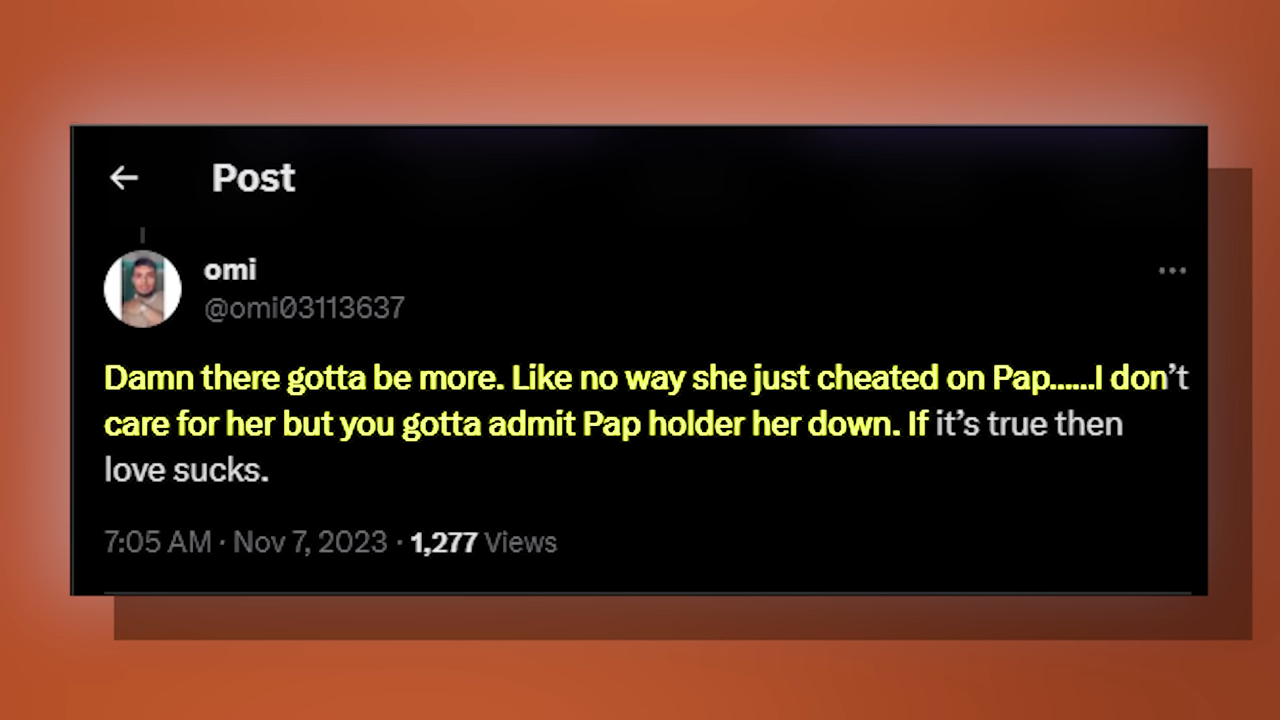 Post
omi
@omi03113637
Damn there gotta be more. Like no way she just cheated on Pap......I don’t
care for her but you gotta admit Pap holder her down. If it’s true then
love sucks.
7:05 AM · Nov 7, 2023 · 1,277 Views